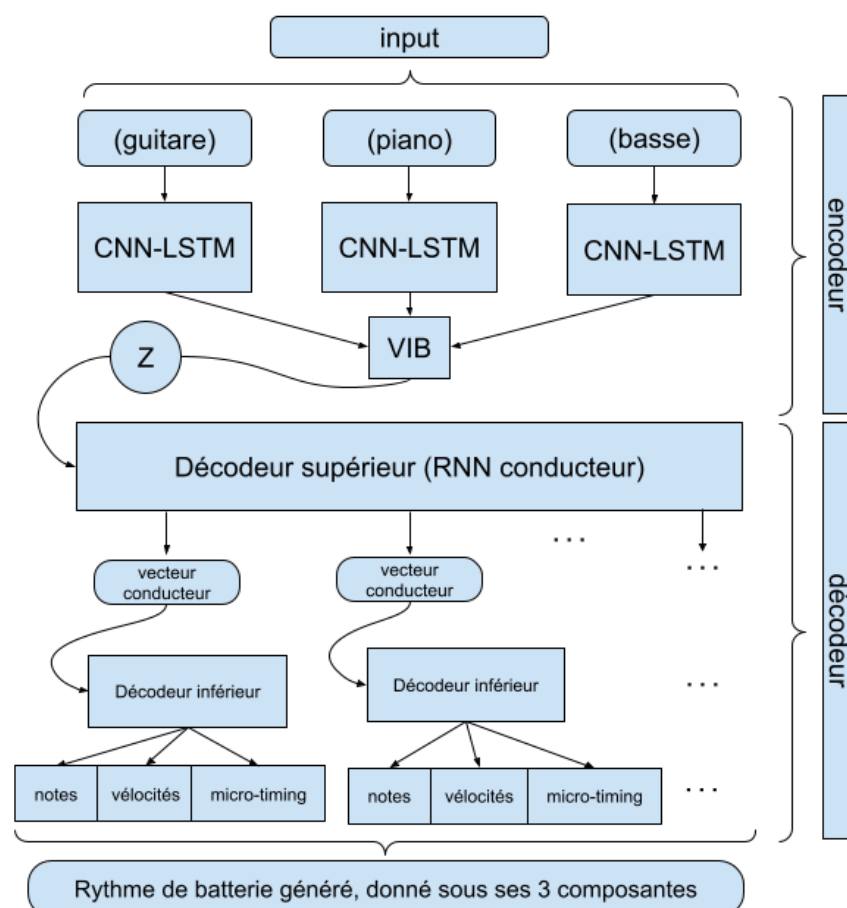 input
(guitare)
(piano)
(basse)
CNN-LSTM
CNN-LSTM
CNN-LSTM
encodeur
VIB
Z
Décodeur supérieur (RNN conducteur)
...
vecteur
conducteur
vecteur
conducteur
...
décodeur
Décodeur inférieur
Décodeur inférieur
...
notes
vélocités
micro-timing
notes
vélocités
micro-timing
...
Rythme de batterie généré, donné sous ses 3 composantes